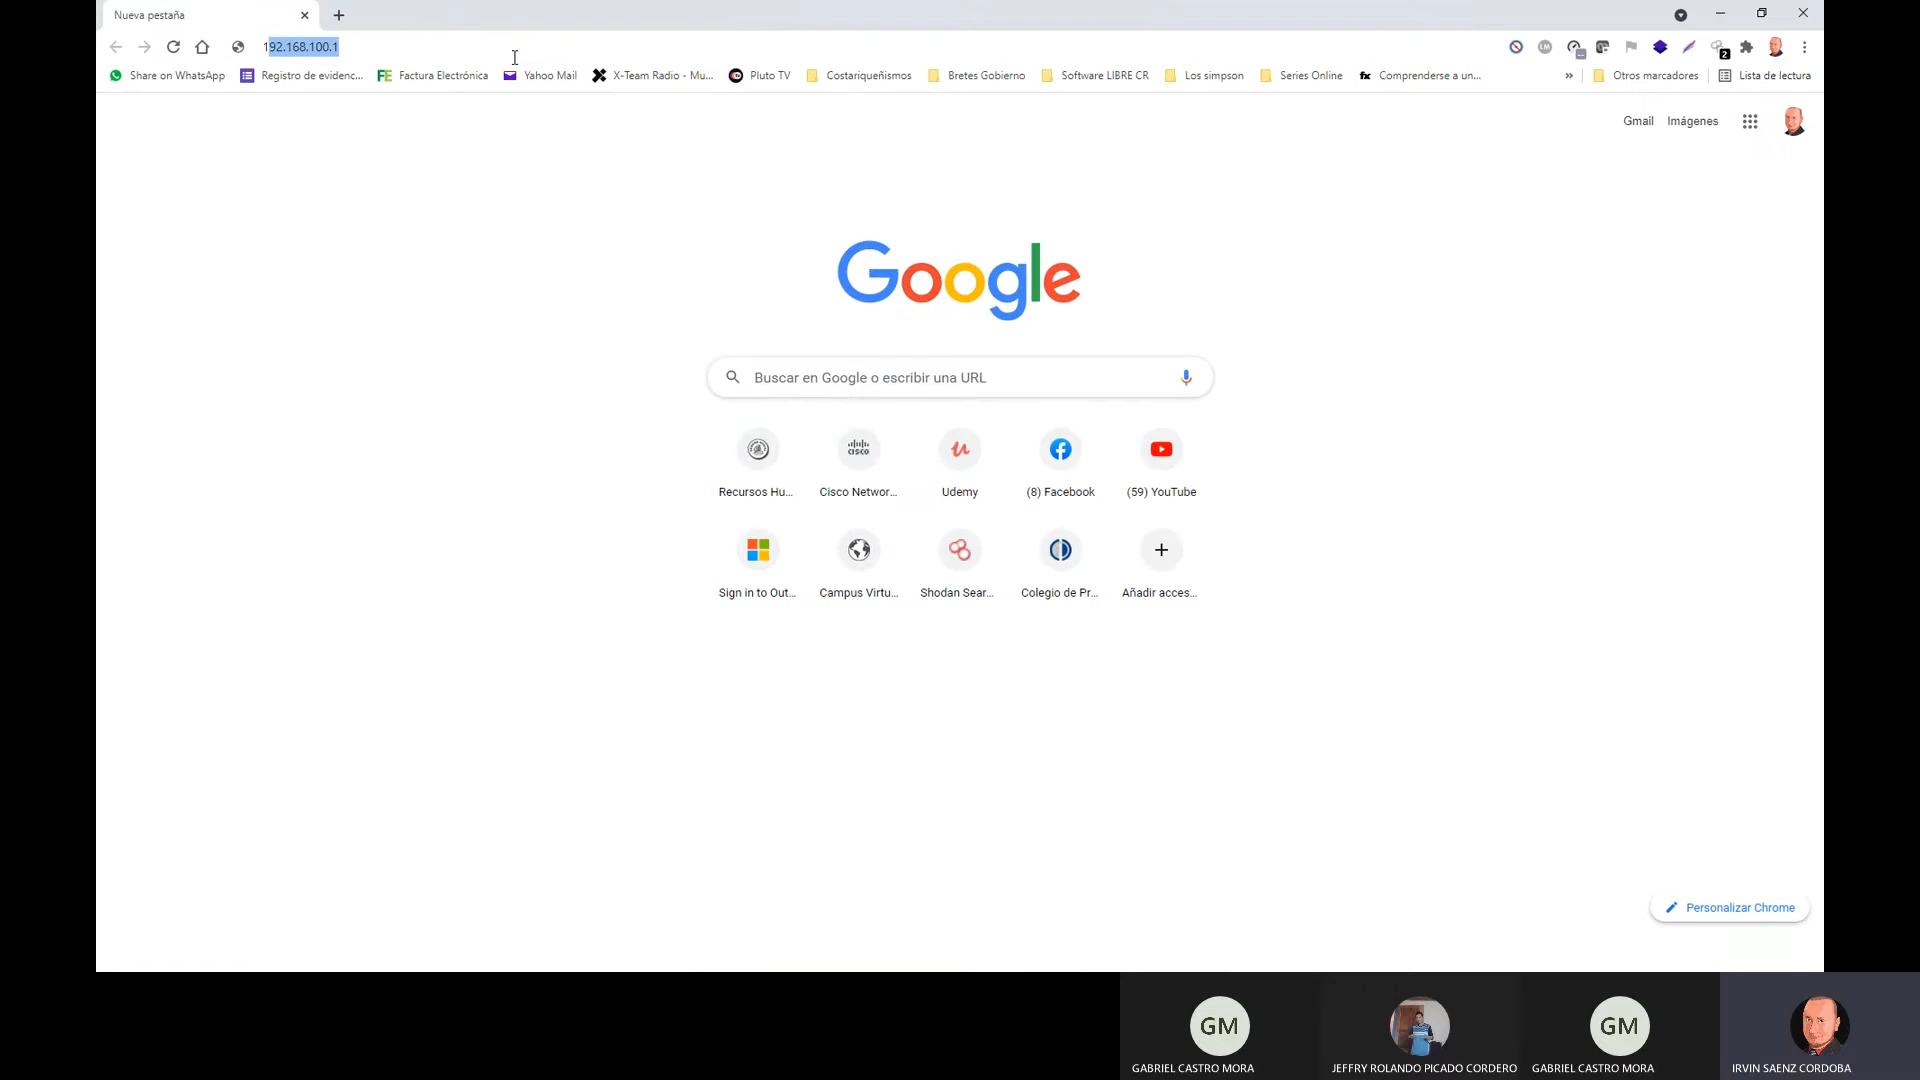 Nueva pestaña
192.168.100.1
Share on WhatsApp
Registro de evidenc...
FE Factura Electrónica
Yahoo Mail
X-Team Radio - Mu...
Pluto TV
Costariqueñismos
Bretes Gobierno
Software LIBRE CR
Los simpson
Series Online
fx Comprenderse a un...
»
Otros marcadores
Lista de lectura
Gmail
Imágenes
Google
Buscar en Google o escribir una URL
Recursos Hu...
CISCO
Cisco Networ...
Udemy
(8) Facebook
(59) YouTube
Sign in to Out...
Campus Virtu...
Shodan Sear...
Colegio de Pr...
Añadir acces...
Personalizar Chrome
GM
GM
GABRIEL CASTRO MORA
JEFFRY ROLANDO PICADO CORDERO
GABRIEL CASTRO MORA
IRVIN SAENZ CORDOBA